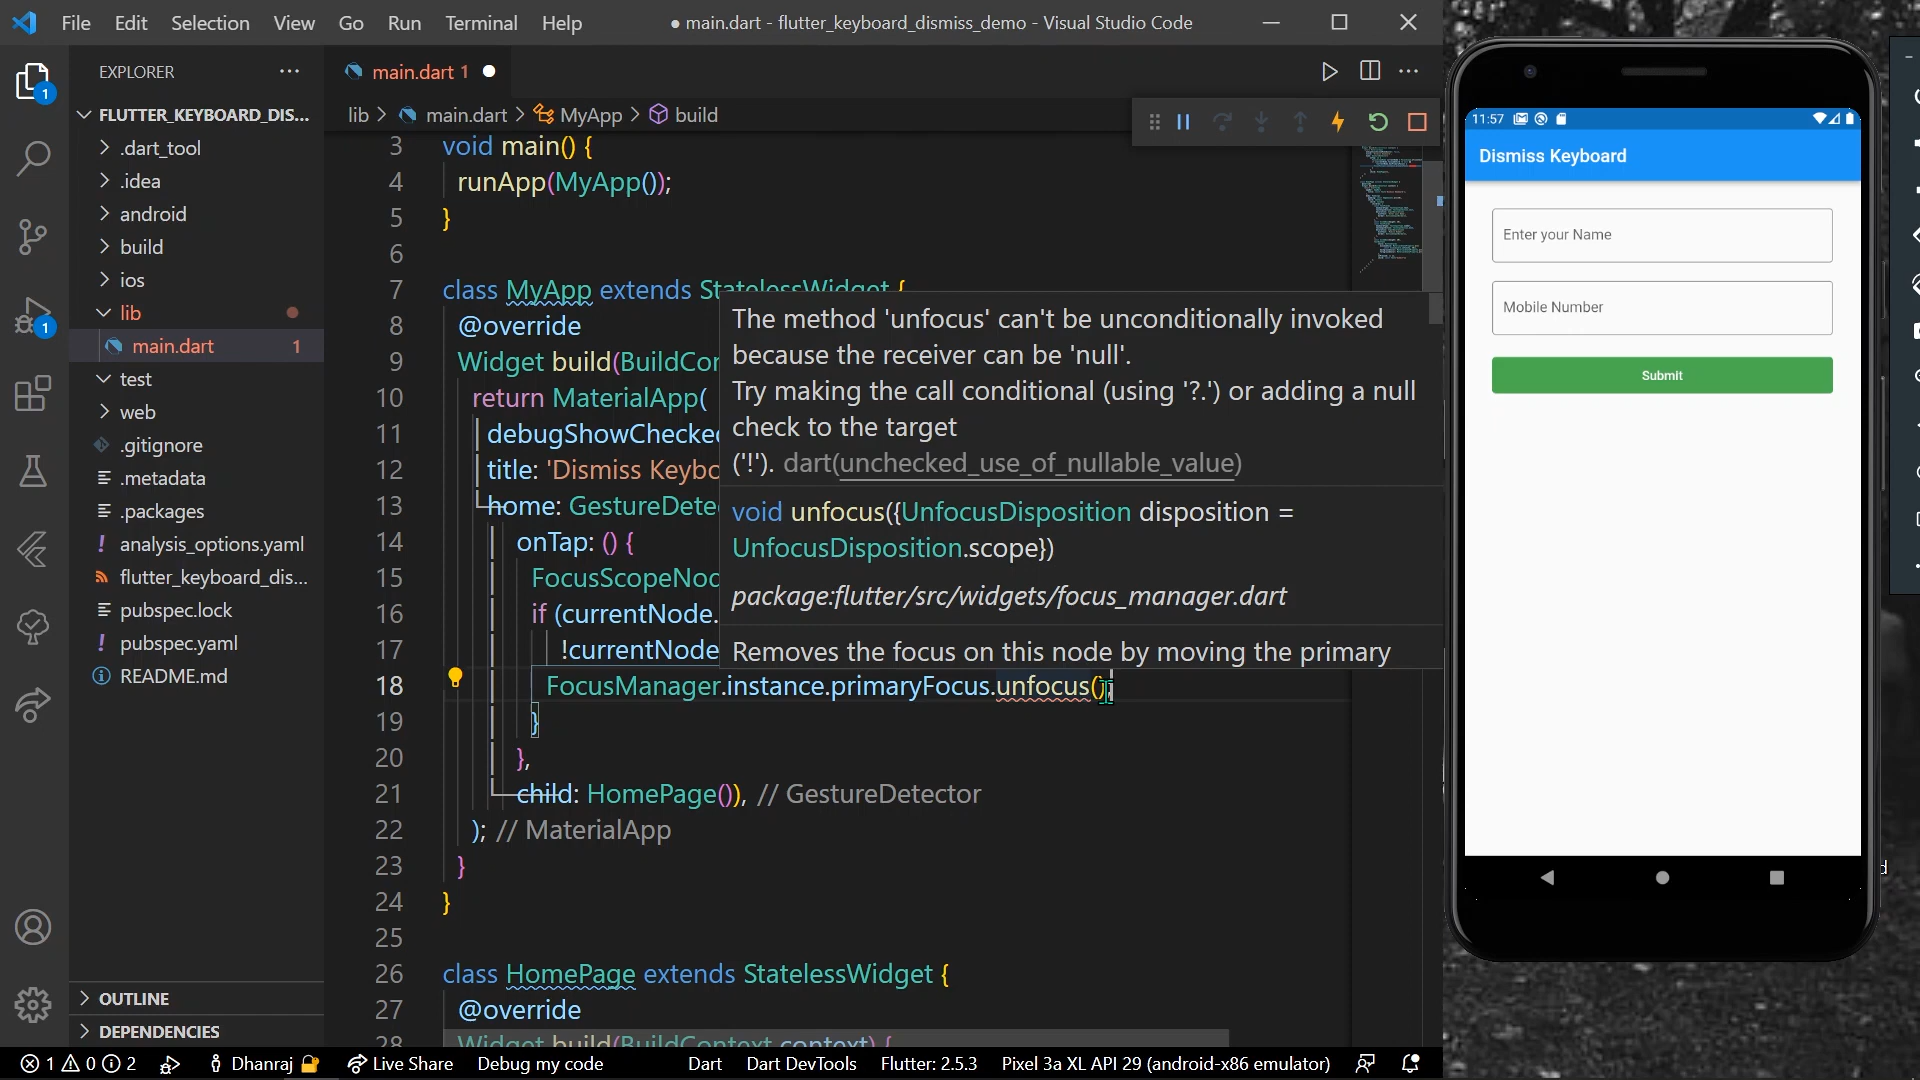 File Edit Selection View Go Run Terminal Help
● main.dart - flutter_keyboard_dismiss_demo - Visual Studio Code
EXPLORER
FLUTTER_KEYBOARD_DIS...
.dart_tool
.idea
android
build
ios
lib
main.dart 1
test
web
.gitignore
.metadata
.packages
analysis_options.yaml
flutter_keyboard_dis...
pubspec.lock
pubspec.yaml
README.md
OUTLINE
DEPENDENCIES
1
1
main.dart 1
lib > main.dart > MyApp > build
3 void main() {
4 runApp(MyApp());
5 }
6
7 class MyApp extends StatelessWidget {
8 @override
9 Widget build(BuildCon
10 return MaterialApp(
11 debugShowChecked
12 title: 'Dismiss Keybo
13 home: GestureDete
14 onTap: () {
15 FocusScopeNod
16 if (currentNode.
17 !currentNode
18 FocusManager.instance.primaryFocus.unfocus();
19 }
20 },
21 child: HomePage()), // GestureDetector
22 ); // MaterialApp
23 }
24 }
25
26 class HomePage extends StatelessWidget {
27 @override
28 Widget build(BuildContext context) {
The method 'unfocus' can't be unconditionally invoked
because the receiver can be 'null'.
Try making the call conditional (using '?.') or adding a null
check to the target
('!'). dart(unchecked_use_of_nullable_value)
void unfocus({UnfocusDisposition disposition =
UnfocusDisposition.scope})
package:flutter/src/widgets/focus_manager.dart
Removes the focus on this node by moving the primary
1 0 2 Dhanraj Live Share Debug my code Dart Dart DevTools Flutter: 2.5.3 Pixel 3a XL API 29 (android-x86 emulator)
11:57
Dismiss Keyboard
Enter your Name
Mobile Number
Submit